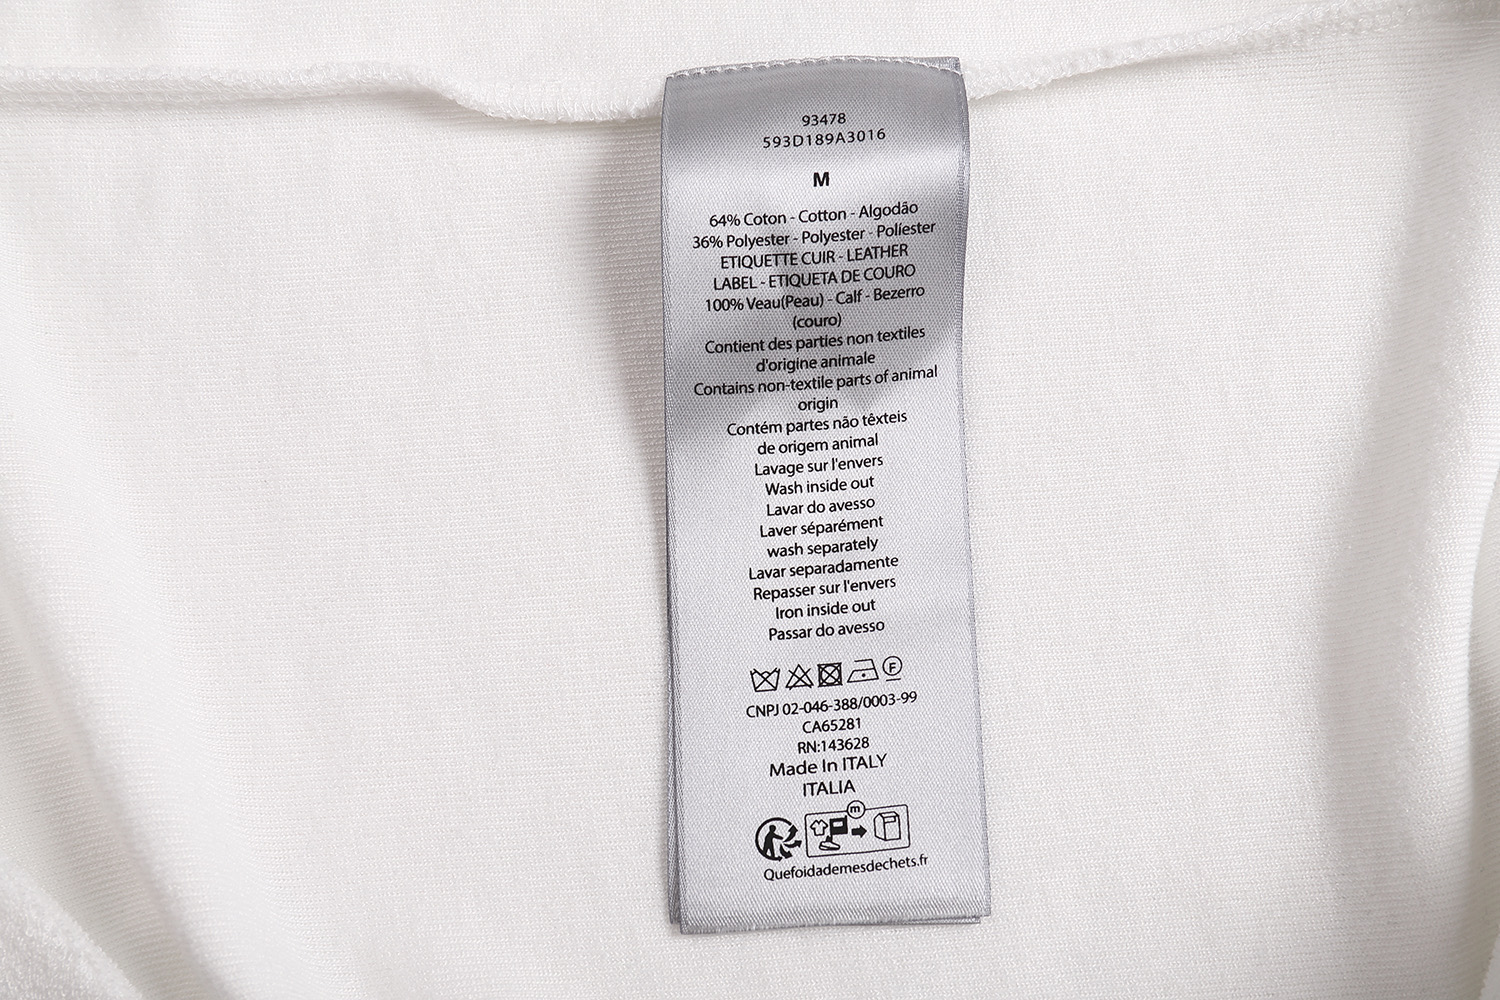 93478
593D189A3016
M
64% Coton - Cotton - Algodão
36% Polyester - Polyester - Políester
ETIQUETTE CUIR - LEATHER
LABEL - ETIQUETA DE COURO
100% Veau(Peau) - Calf - Bezerro
(couro)
Contient des parties non textiles
d'origine animale
Contains non-textile parts of animal
origin
Contém partes não têxteis
de origem animal
Lavage sur l'envers
Wash inside out
Lavar do avesso
Laver séparément
wash separately
Lavar separadamente
Repasser sur l'envers
Iron inside out
Passar do avesso
F
CNPJ 02-046-388/0003-99
CA65281
RN:143628
Made In ITALY
ITALIA
m
Quefoidademesdechets.fr